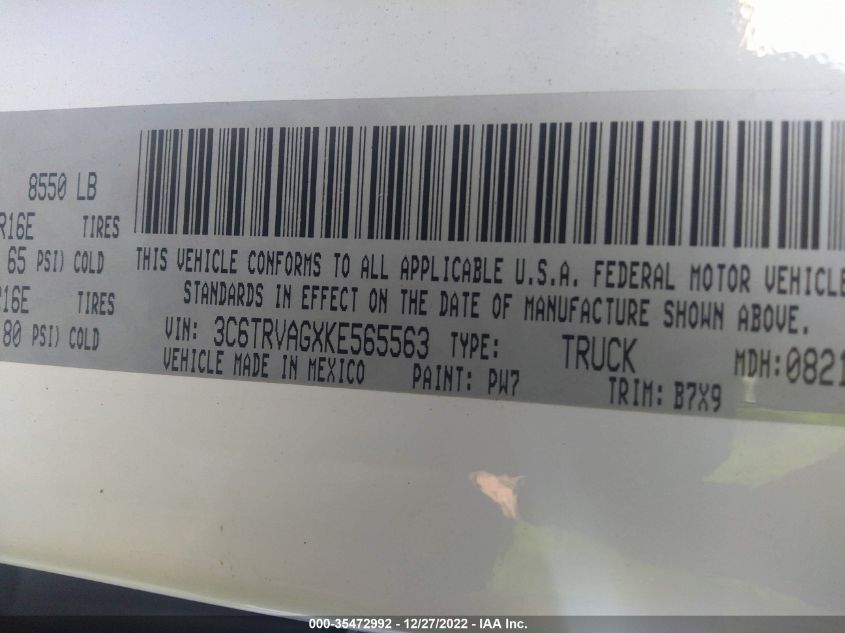 8550 LB
R16E TIRES
65 PSI) COLD
R16E TIRES
80 PSI) COLD
THIS VEHICLE CONFORMS TO ALL APPLICABLE U.S.A. FEDERAL MOTOR VEHICLE
STANDARDS IN EFFECT ON THE DATE OF MANUFACTURE SHOWN ABOVE.
VIN: 3C6TRVAGXKE565563 TYPE: TRUCK MDH:0821
VEHICLE MADE IN MEXICO PAINT: PW7 TRIM: B7X9
000-35472992 - 12/27/2022 - IAA Inc.